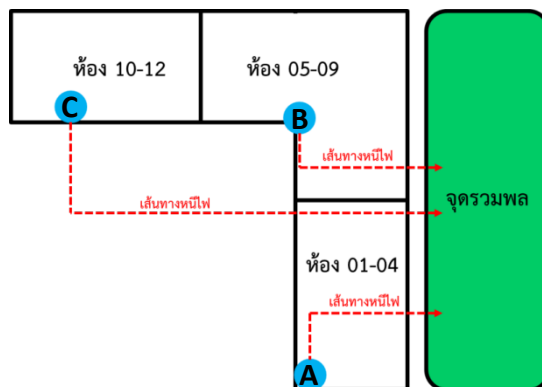 ห้อง 10-12
ห้อง 05-09
C
B
เส้นทางหนีไฟ
เส้นทางหนีไฟ
จุดรวมพล
ห้อง 01-04
เส้นทางหนีไฟ
A